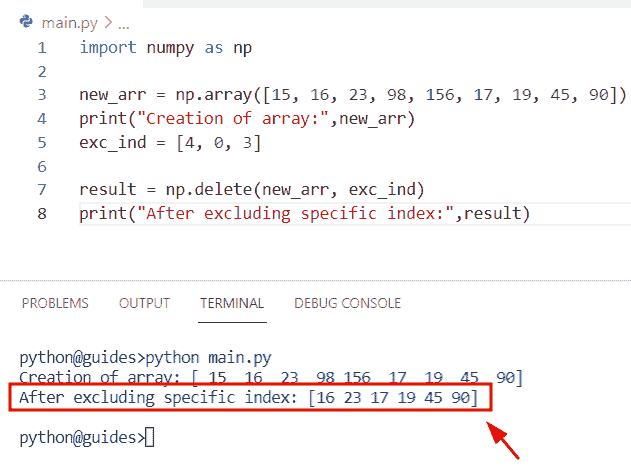 main.py > ...
1 import numpy as np
2
3 new_arr = np.array([15, 16, 23, 98, 156, 17, 19, 45, 90])
4 print("Creation of array:",new_arr)
5 exc_ind = [4, 0, 3]
6
7 result = np.delete(new_arr, exc_ind)
8 print("After excluding specific index:",result)
PROBLEMS OUTPUT TERMINAL DEBUG CONSOLE
python@guides>python main.py
Creation of array: [ 15  16  23  98 156  17  19  45  90]
After excluding specific index: [16 23 17 19 45 90]
python@guides>